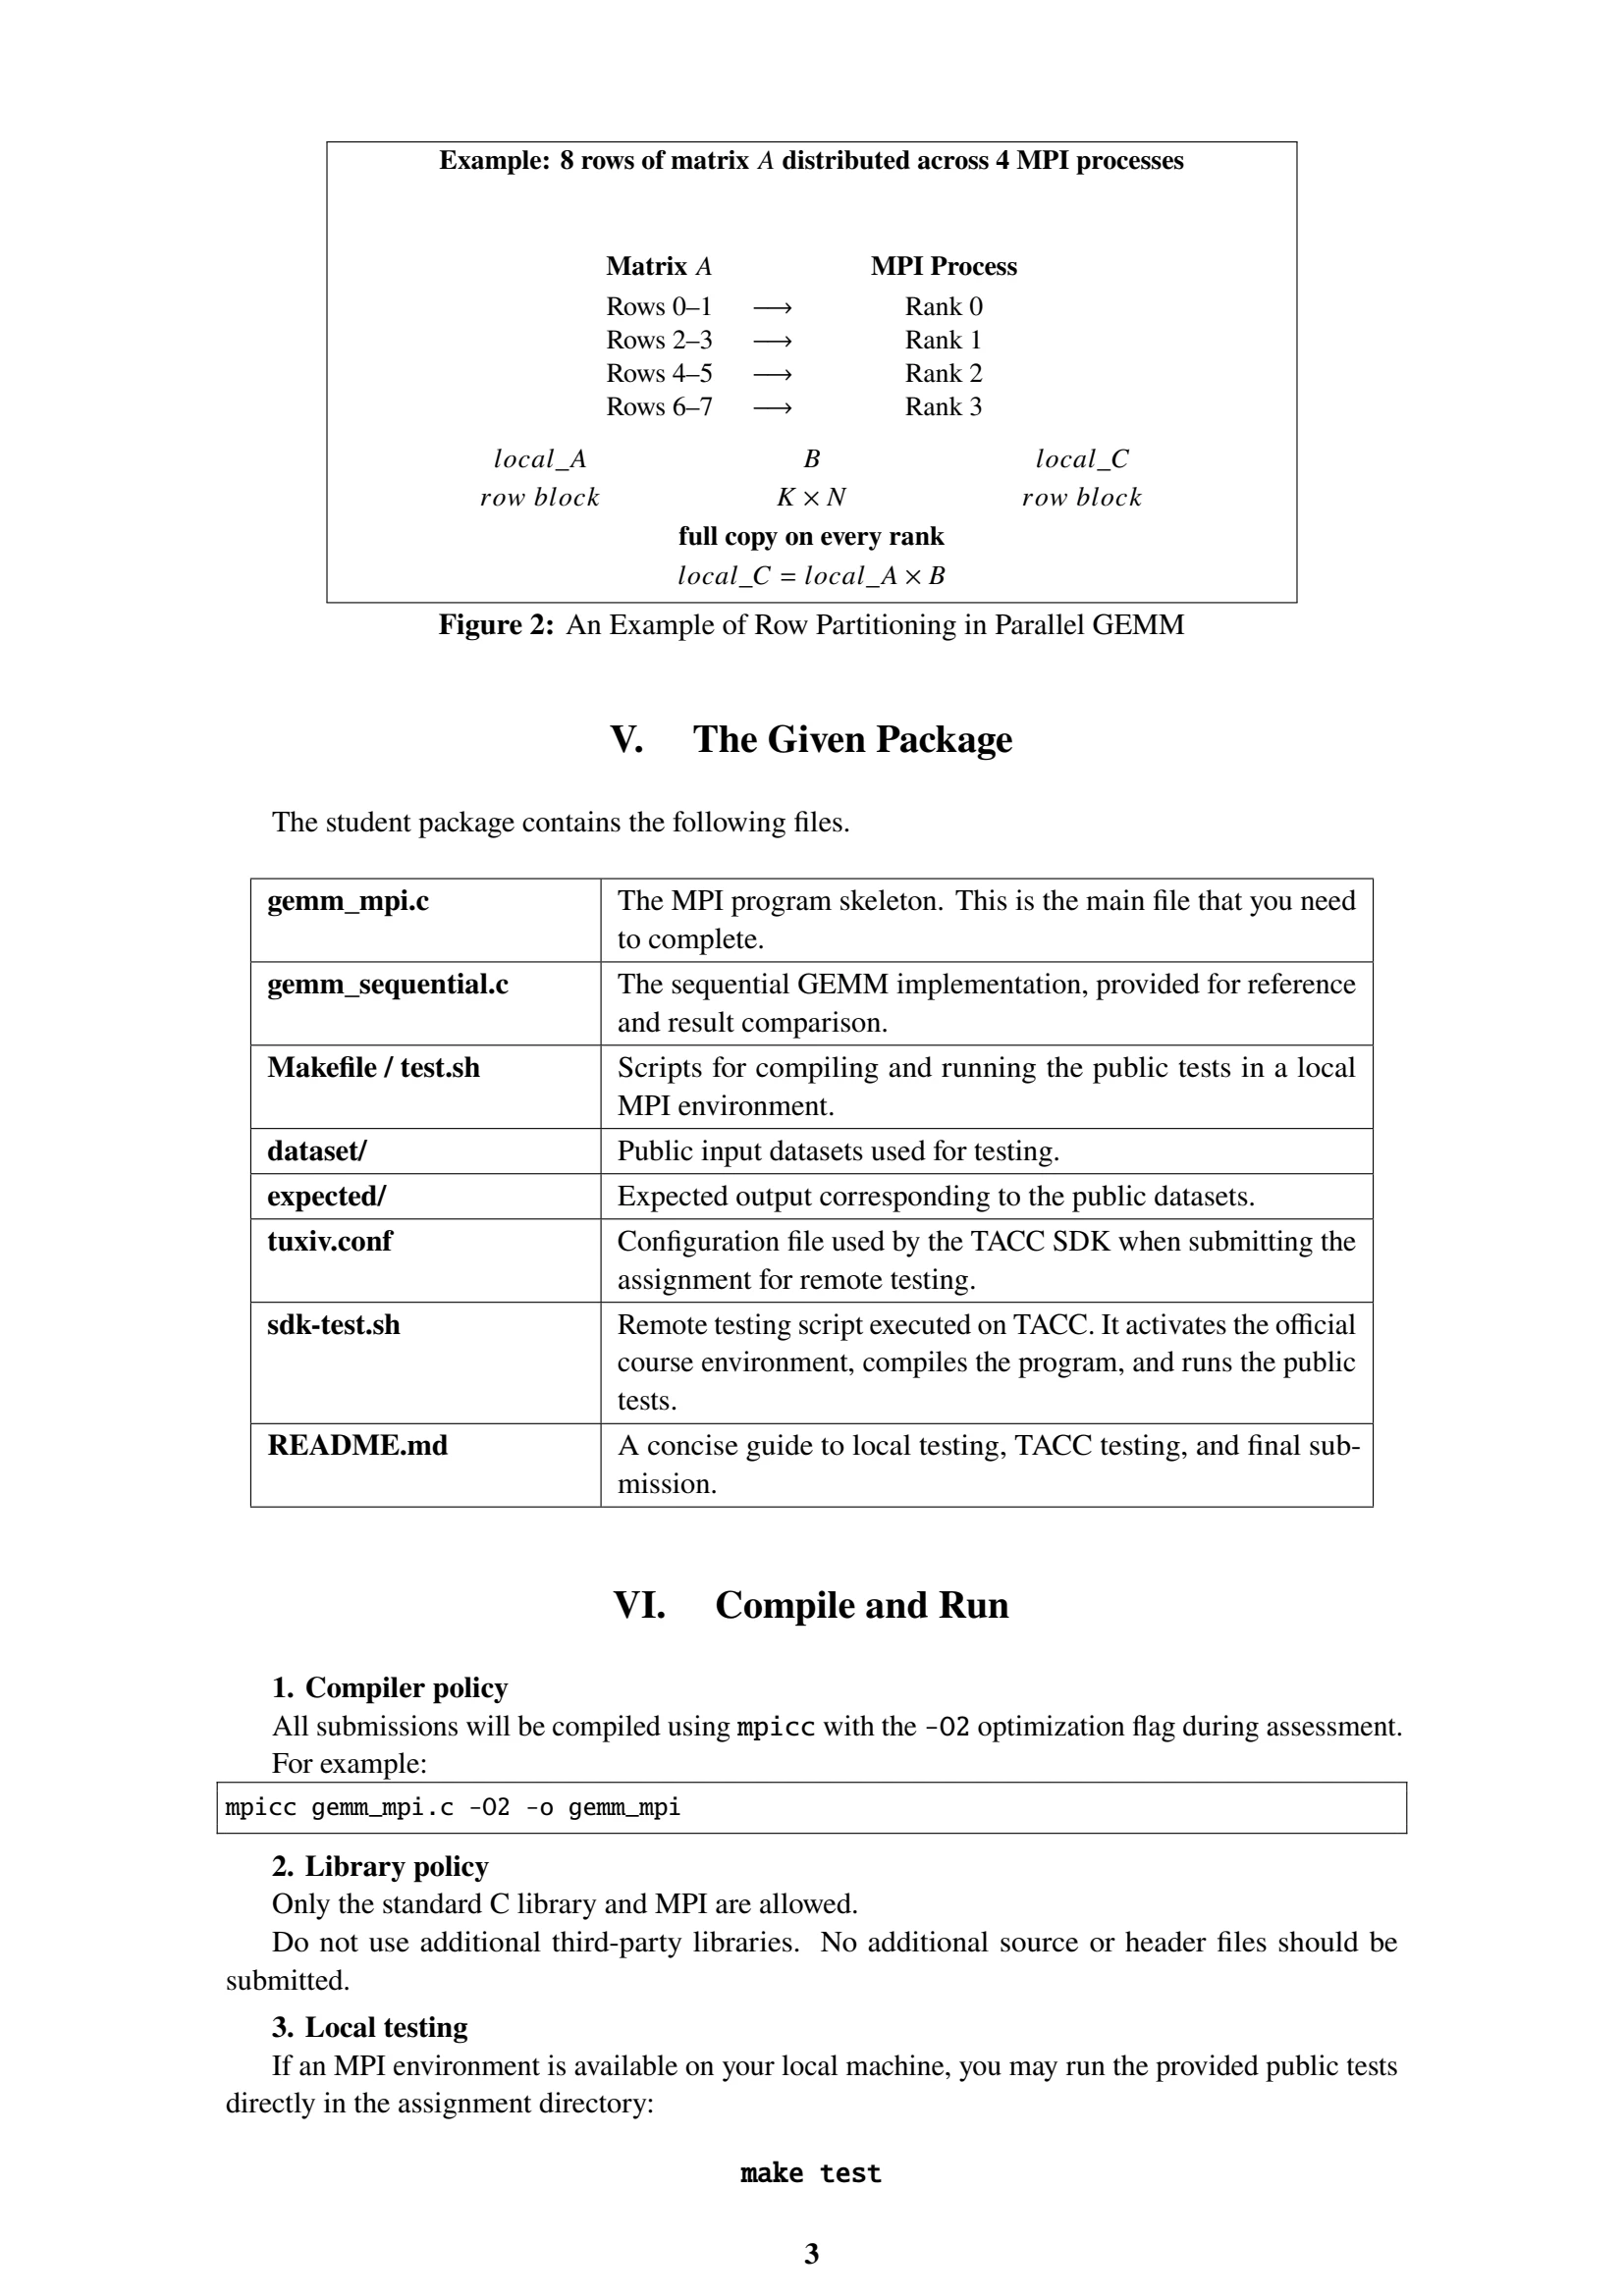 Example: 8 rows of matrix A distributed across 4 MPI processes
Matrix A MPI Process
Rows 0–1 ⟶ Rank 0
Rows 2–3 ⟶ Rank 1
Rows 4–5 ⟶ Rank 2
Rows 6–7 ⟶ Rank 3
local_A B local_C
row block K × N row block
full copy on every rank
local_C = local_A × B
Figure 2: An Example of Row Partitioning in Parallel GEMM
V. The Given Package
The student package contains the following files.
gemm_mpi.c The MPI program skeleton. This is the main file that you need
to complete.
gemm_sequential.c The sequential GEMM implementation, provided for reference
and result comparison.
Makefile / test.sh Scripts for compiling and running the public tests in a local
MPI environment.
dataset/ Public input datasets used for testing.
expected/ Expected output corresponding to the public datasets.
tuxiv.conf Configuration file used by the TACC SDK when submitting the
assignment for remote testing.
sdk-test.sh Remote testing script executed on TACC. It activates the official
course environment, compiles the program, and runs the public
tests.
README.md A concise guide to local testing, TACC testing, and final sub-
mission.
VI. Compile and Run
1. Compiler policy
All submissions will be compiled using mpicc with the -O2 optimization flag during assessment.
For example:
mpicc gemm_mpi.c -O2 -o gemm_mpi
2. Library policy
Only the standard C library and MPI are allowed.
Do not use additional third-party libraries. No additional source or header files should be
submitted.
3. Local testing
If an MPI environment is available on your local machine, you may run the provided public tests
directly in the assignment directory:
make test
3